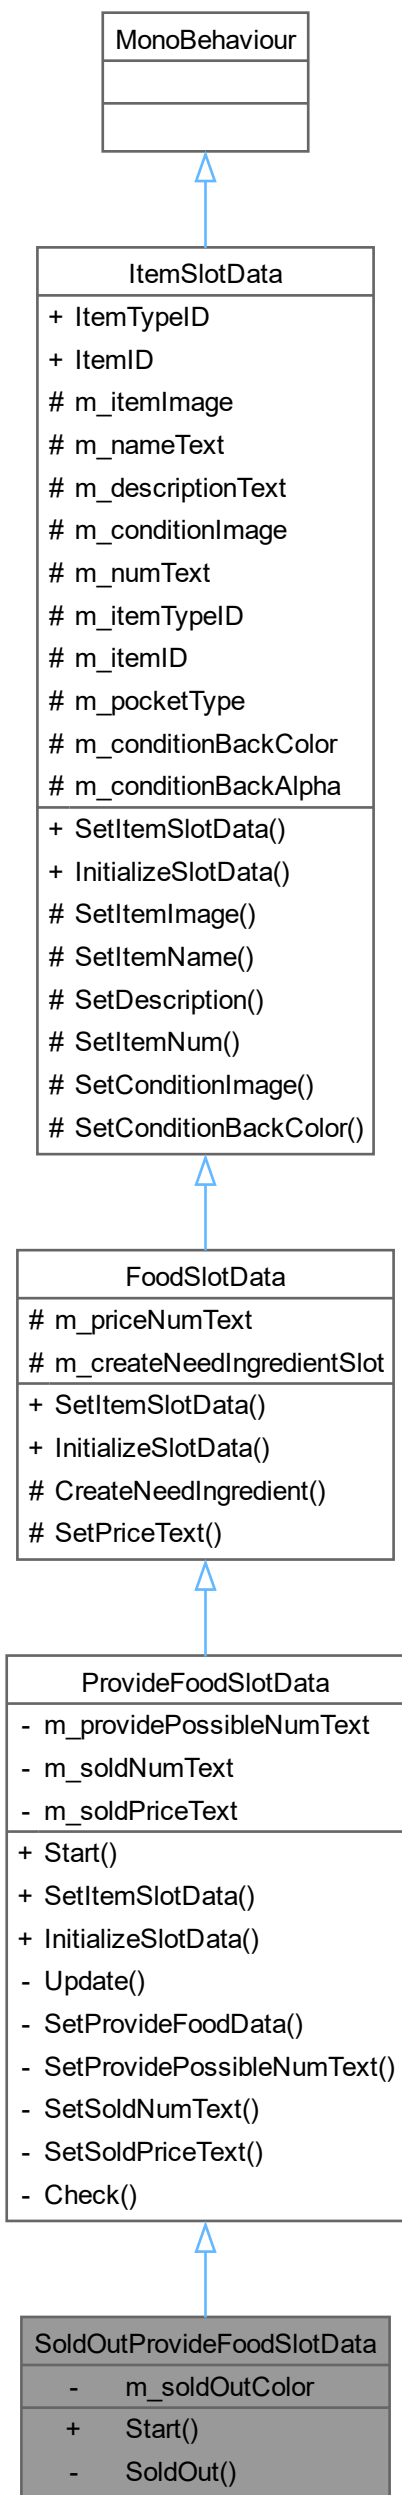 MonoBehaviour
ItemSlotData
+ ItemTypeID
+ ItemID
# m_itemImage
# m_nameText
# m_descriptionText
# m_conditionImage
# m_numText
# m_itemTypeID
# m_itemID
# m_pocketType
# m_conditionBackColor
# m_conditionBackAlpha
+ SetItemSlotData()
+ InitializeSlotData()
# SetItemImage()
# SetItemName()
# SetDescription()
# SetItemNum()
# SetConditionImage()
# SetConditionBackColor()
FoodSlotData
# m_priceNumText
# m_createNeedIngredientSlot
+ SetItemSlotData()
+ InitializeSlotData()
# CreateNeedIngredient()
# SetPriceText()
ProvideFoodSlotData
- m_providePossibleNumText
- m_soldNumText
- m_soldPriceText
+ Start()
+ SetItemSlotData()
+ InitializeSlotData()
- Update()
- SetProvideFoodData()
- SetProvidePossibleNumText()
- SetSoldNumText()
- SetSoldPriceText()
- Check()
SoldOutProvideFoodSlotData
- m_soldOutColor
+ Start()
- SoldOut()